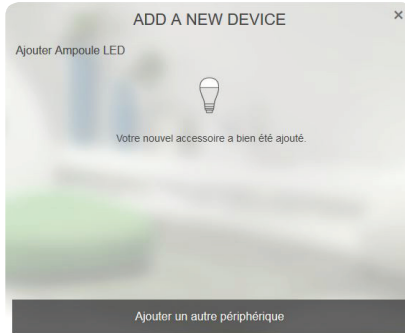 ADD A NEW DEVICE
×
Ajouter Ampoule LED
Votre nouvel accessoire a bien été ajouté.
Ajouter un autre périphérique